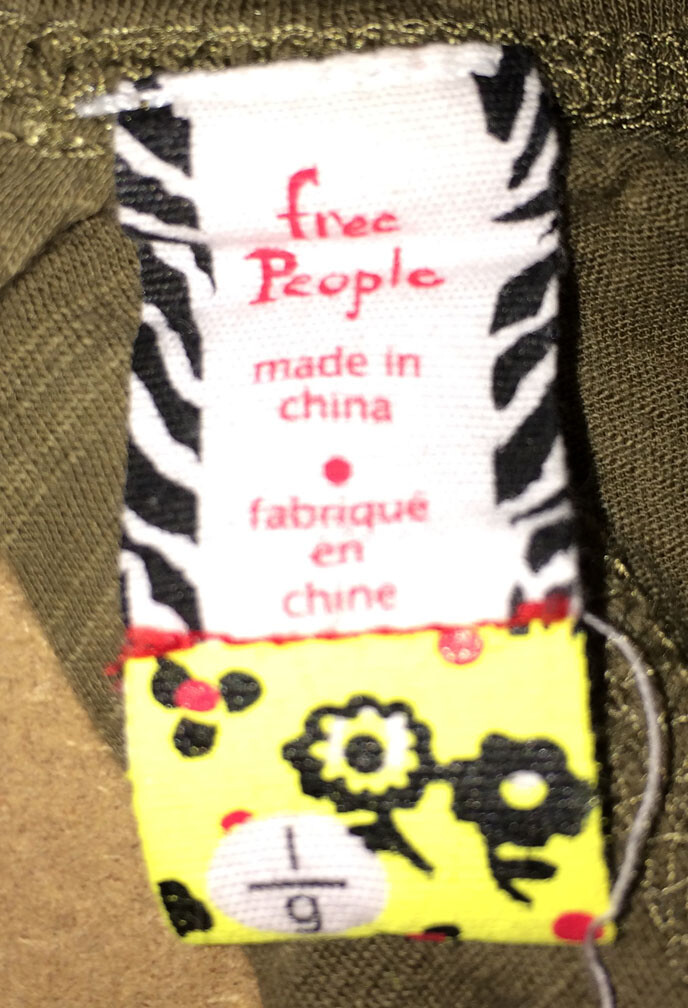 free
People
made in
china
fabriqué
en
chine
l
g